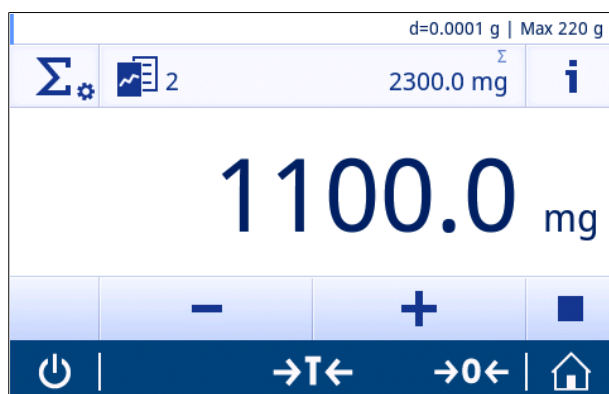 d=0.0001 g | Max 220 g
Σ
Σ 2 2300.0 mg i
1100.0 mg
− +
→T← →0←